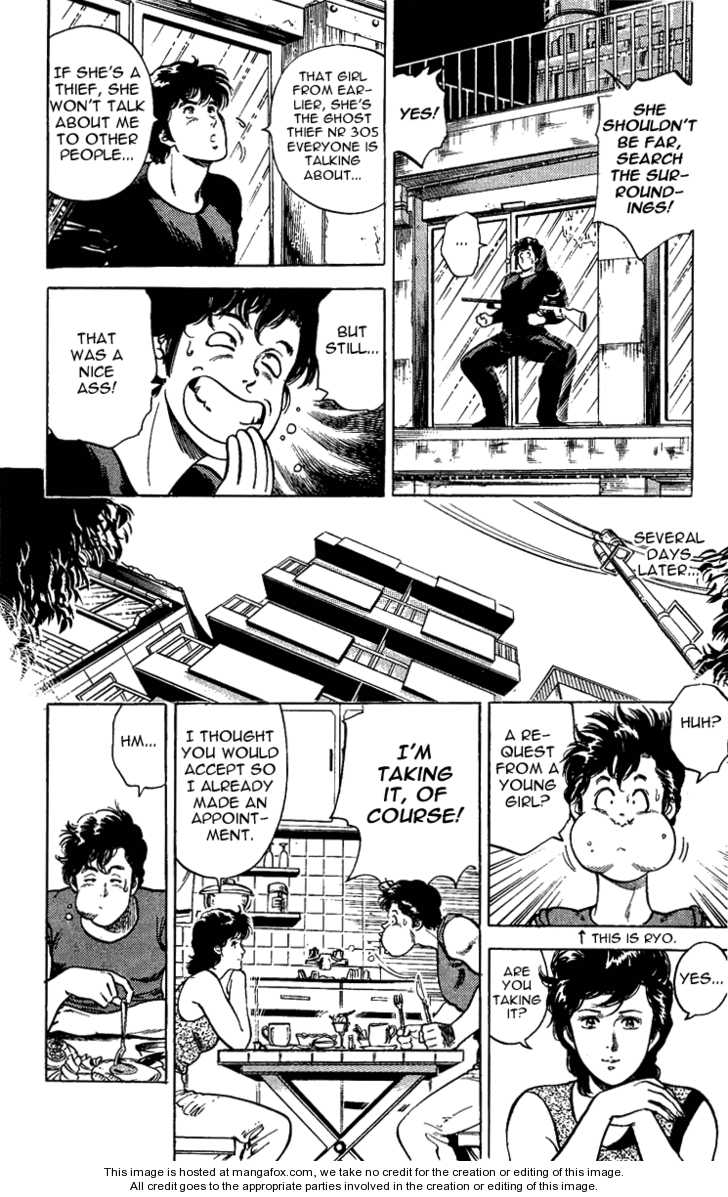 SHE
SHOULDN'T
BE FAR,
SEARCH
THE SUR-
ROUND-
INGS!
YES!
...
THAT GIRL
FROM EAR-
LIER, SHE'S
THE GHOST
THIEF NR 305
EVERYONE IS
TALKING
ABOUT...
IF SHE'S A
THIEF, SHE
WON'T TALK
ABOUT ME
TO OTHER
PEOPLE...
BUT
STILL...
THAT
WAS A
NICE
ASS!
SEVERAL
DAYS
LATER...
HUH?
A RE-
QUEST
FROM A
YOUNG
GIRL?
↑ THIS IS RYO.
YES...
ARE
YOU
TAKING
IT?
I'M
TAKING
IT, OF
COURSE!
I THOUGHT
YOU WOULD
ACCEPT SO
I ALREADY
MADE AN
APPOINT-
MENT.
HM...
This image is hosted at mangafox.com, we take no credit for the creation or editing of this image.
All credit goes to the appropriate parties involved in the creation or editing of this image.